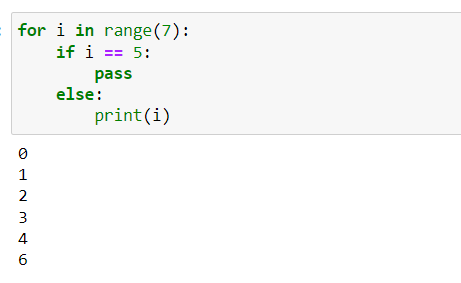 for i in range(7):
    if i == 5:
        pass
    else:
        print(i)
0
1
2
3
4
6